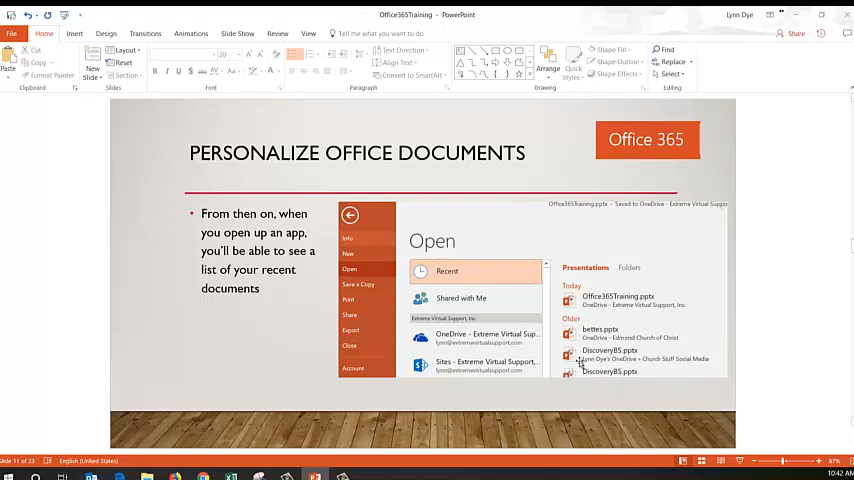 Office365Training - PowerPoint
Lynn Dye
File Home Insert Design Transitions Animations Slide Show Review View Tell me what you want to do Share
Paste
Cut
Copy
Format Painter
Clipboard
New
Slide
Layout
Reset
Section
Slides
20
B I U S abc AV Aa A
Font
Text Direction
Align Text
Convert to SmartArt
Paragraph
Arrange
Quick
Styles
Shape Fill
Shape Outline
Shape Effects
Drawing
Find
Replace
Select
Editing
PERSONALIZE OFFICE DOCUMENTS
Office 365
• From then on, when
you open up an app,
you'll be able to see a
list of your recent
documents
Office365Training.pptx - Saved to OneDrive - Extreme Virtual Suppo
Info
New
Open
Save a Copy
Print
Share
Export
Close
Account
Open
Recent
Shared with Me
Extreme Virtual Support, Inc.
OneDrive - Extreme Virtual Sup...
lynn@extremevirtualsupport.com
Sites - Extreme Virtual Support,...
lynn@extremevirtualsupport.com
Presentations Folders
Today
Office365Training.pptx
OneDrive - Extreme Virtual Support, Inc.
Older
bettes.pptx
OneDrive - Edmond Church of Christ
DiscoveryBS.pptx
Lynn Dye's OneDrive » Church Stuff Social Media
DiscoveryBS.pptx
Slide 11 of 23 English (United States) 87%
10:42 AM